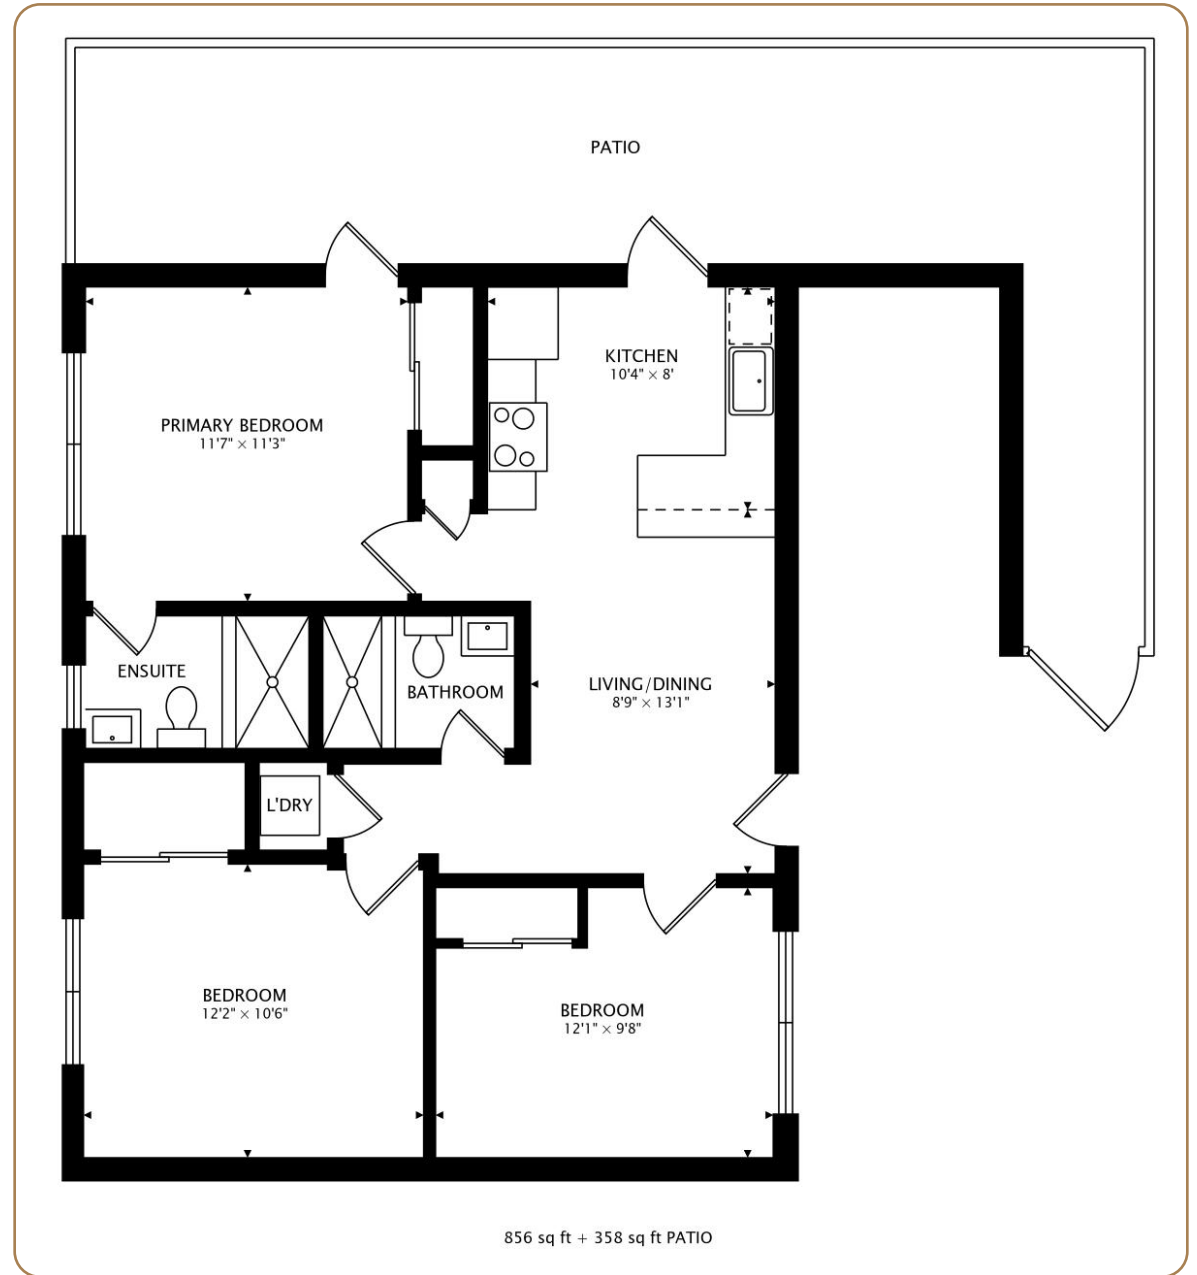 PATIO
KITCHEN
10'4" × 8'
PRIMARY BEDROOM
11'7" × 11'3"
ENSUITE
BATHROOM
LIVING/DINING
8'9" × 13'1"
L'DRY
BEDROOM
12'2" × 10'6"
BEDROOM
12'1" × 9'8"
856 sq ft + 358 sq ft PATIO